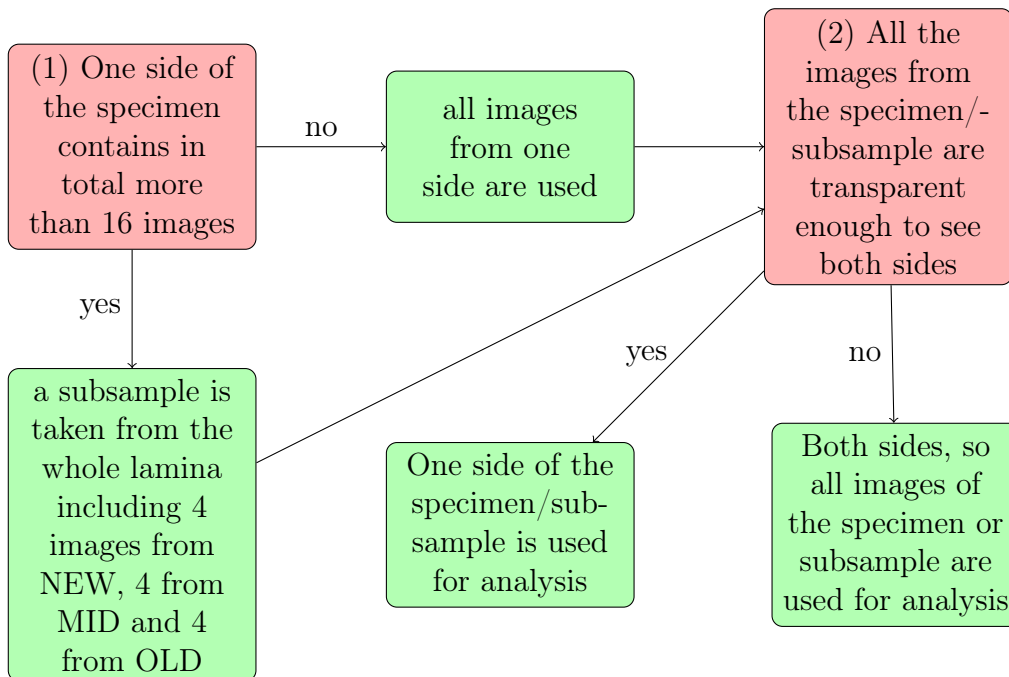 (1) One side of
the specimen
contains in
total more
than 16 images
no
all images
from one
side are used
(2) All the
images from
the specimen/-
subsample are
transparent
enough to see
both sides
yes
yes
no
a subsample is
taken from the
whole lamina
including 4
images from
NEW, 4 from
MID and 4
from OLD
One side of the
specimen/sub-
sample is used
for analysis
Both sides, so
all images of
the specimen or
subsample are
used for analysis